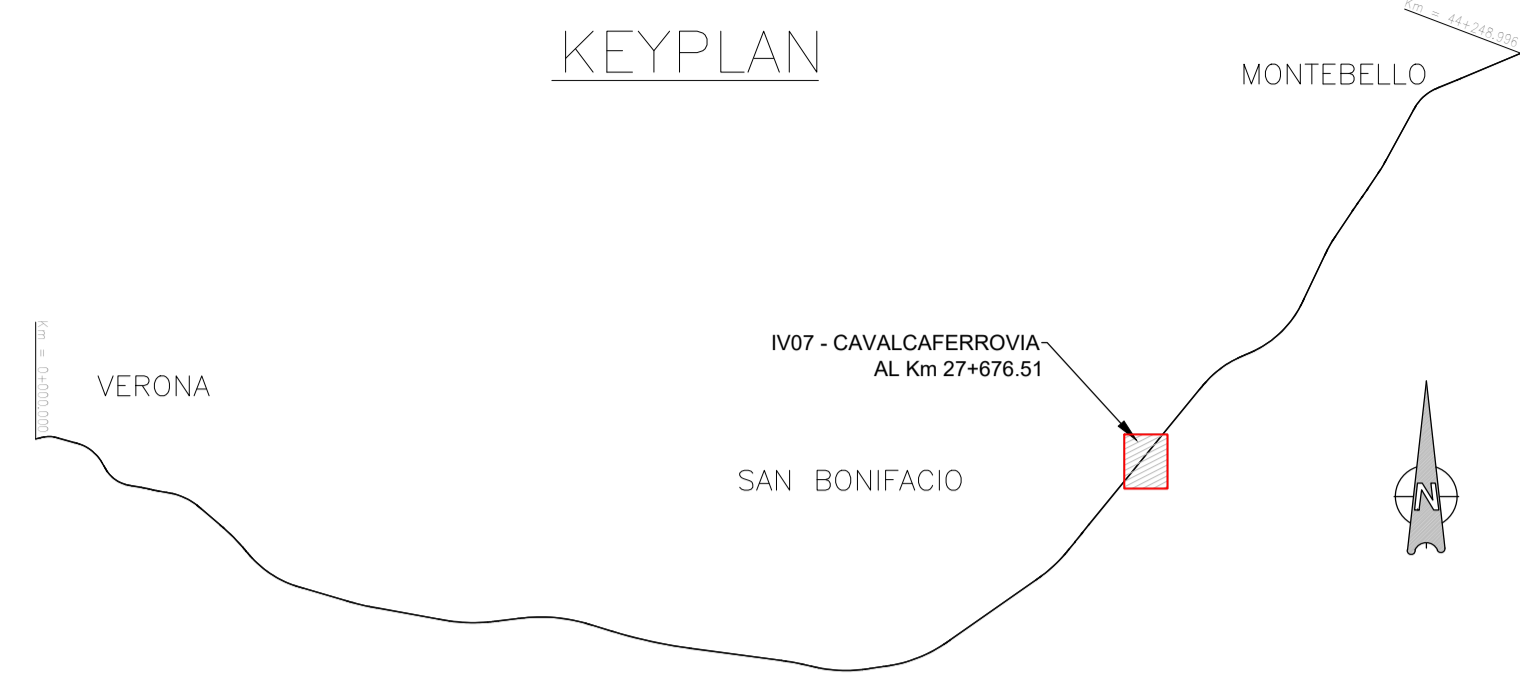 KEYPLAN
Km = 44+248.996
MONTEBELLO
IV07 - CAVALCAFERROVIA
AL Km 27+676.51
Km = 0+000.000
VERONA
SAN BONIFACIO
N